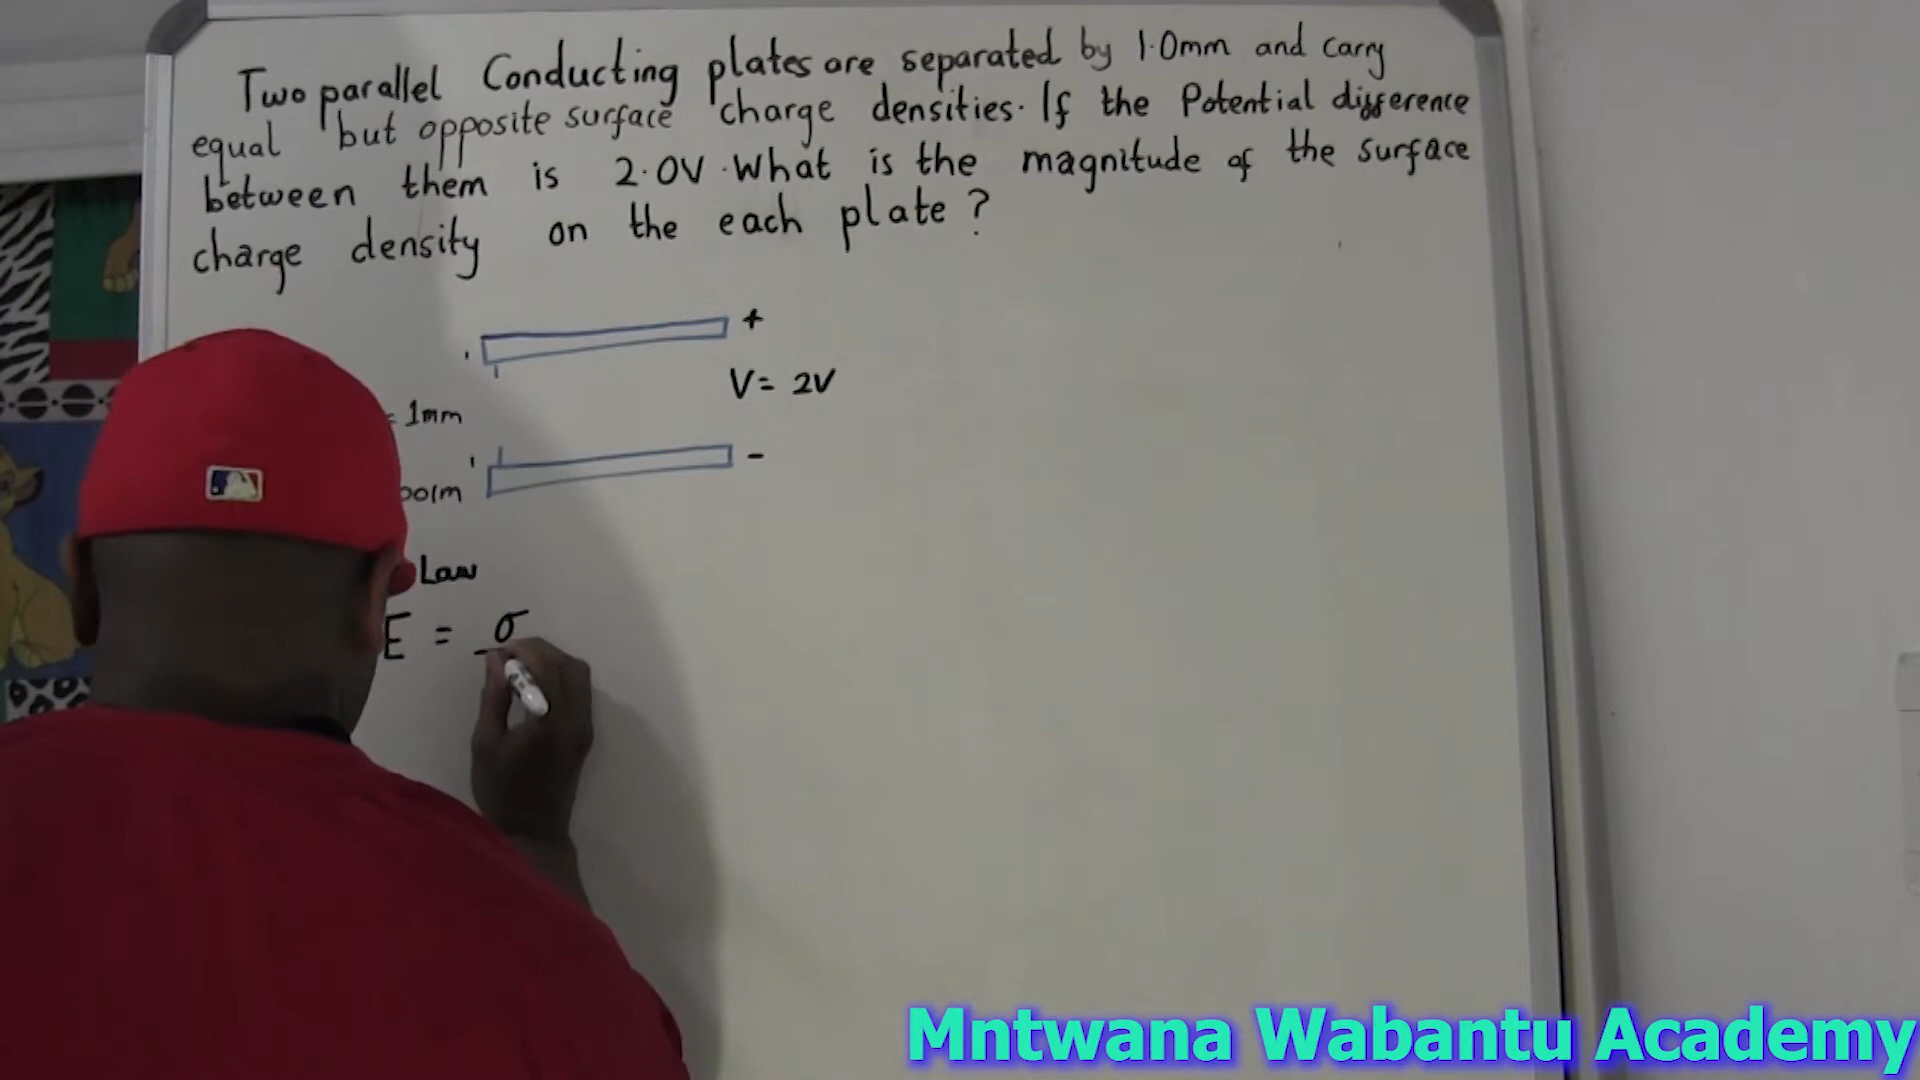 Two parallel Conducting plates are separated by 1.0mm and carry
equal but opposite surface charge densities. If the Potential difference
between them is 2.0V. What is the magnitude of the surface
charge density on the each plate?
+
V = 2V
= 1mm
-
001m
Law
E = σ
Mntwana Wabantu Academy